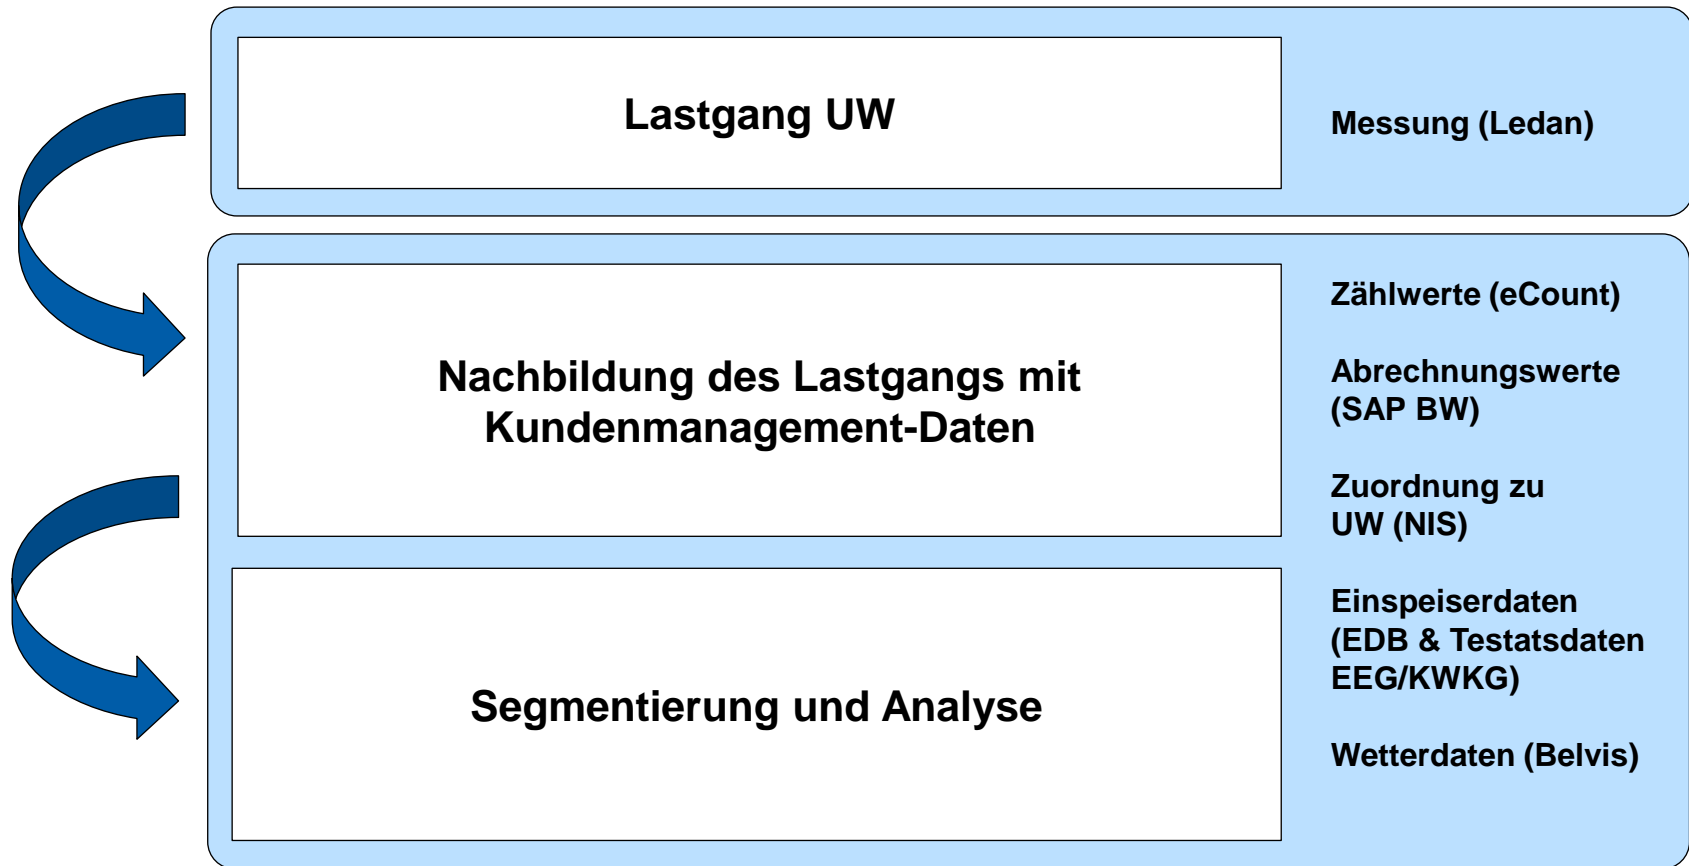 Lastgang UW
Messung (Ledan)
Nachbildung des Lastgangs mit
Kundenmanagement-Daten
Segmentierung und Analyse
Zählwerte (eCount)
Abrechnungswerte
(SAP BW)
Zuordnung zu
UW (NIS)
Einspeiserdaten
(EDB & Testatsdaten
EEG/KWKG)
Wetterdaten (Belvis)